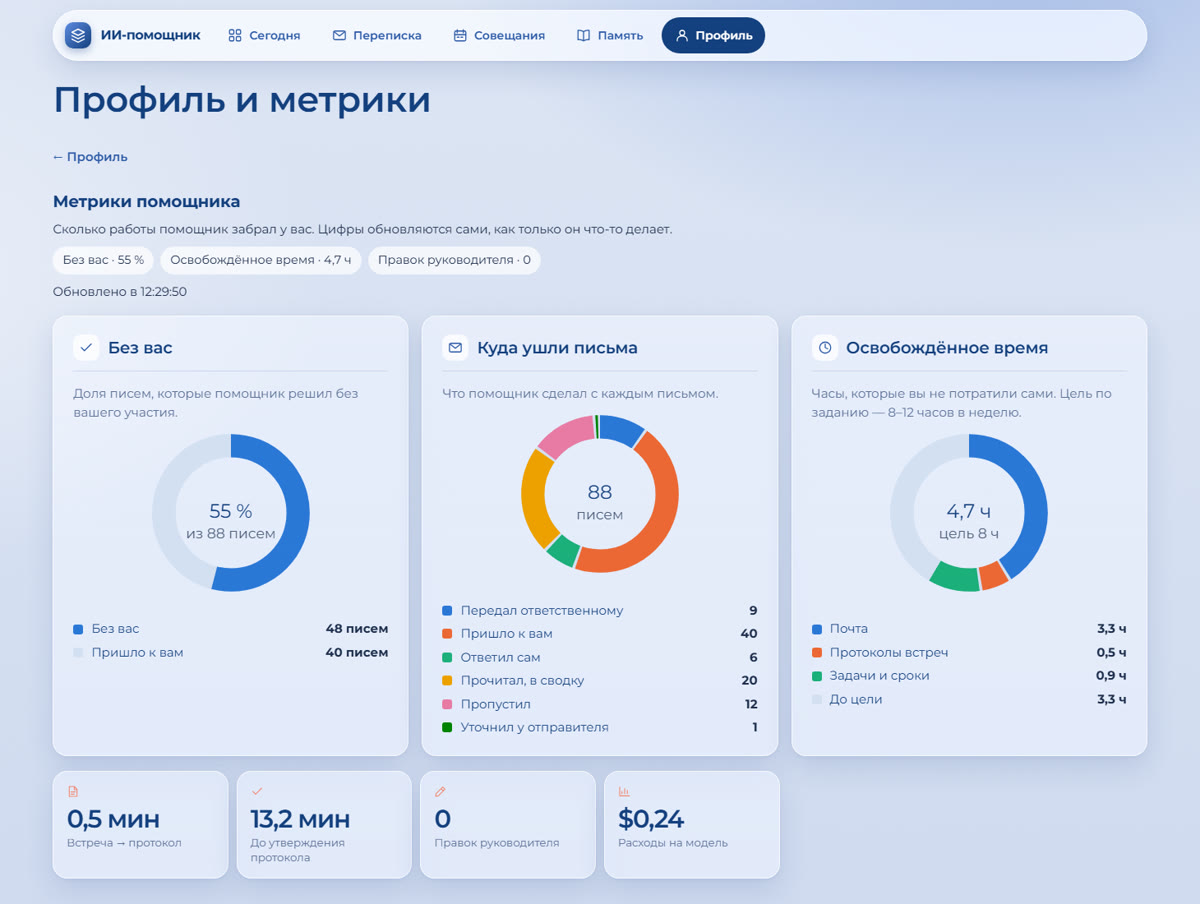 ИИ-помощник
Сегодня
Переписка
Совещания
Память
Профиль
Профиль и метрики
← Профиль
Метрики помощника
Сколько работы помощник забрал у вас. Цифры обновляются сами, как только он что-то делает.
Без вас · 55 %
Освобождённое время · 4,7 ч
Правок руководителя · 0
Обновлено в 12:29:50
Без вас
Доля писем, которые помощник решил без
вашего участия.
55 %
из 88 писем
Без вас 48 писем
Пришло к вам 40 писем
Куда ушли письма
Что помощник сделал с каждым письмом.
88
писем
Передал ответственному 9
Пришло к вам 40
Ответил сам 6
Прочитал, в сводку 20
Пропустил 12
Уточнил у отправителя 1
Освобождённое время
Часы, которые вы не потратили сами. Цель по
заданию — 8–12 часов в неделю.
4,7 ч
цель 8 ч
Почта 3,3 ч
Протоколы встреч 0,5 ч
Задачи и сроки 0,9 ч
До цели 3,3 ч
0,5 мин
Встреча → протокол
13,2 мин
До утверждения
протокола
0
Правок руководителя
$0,24
Расходы на модель